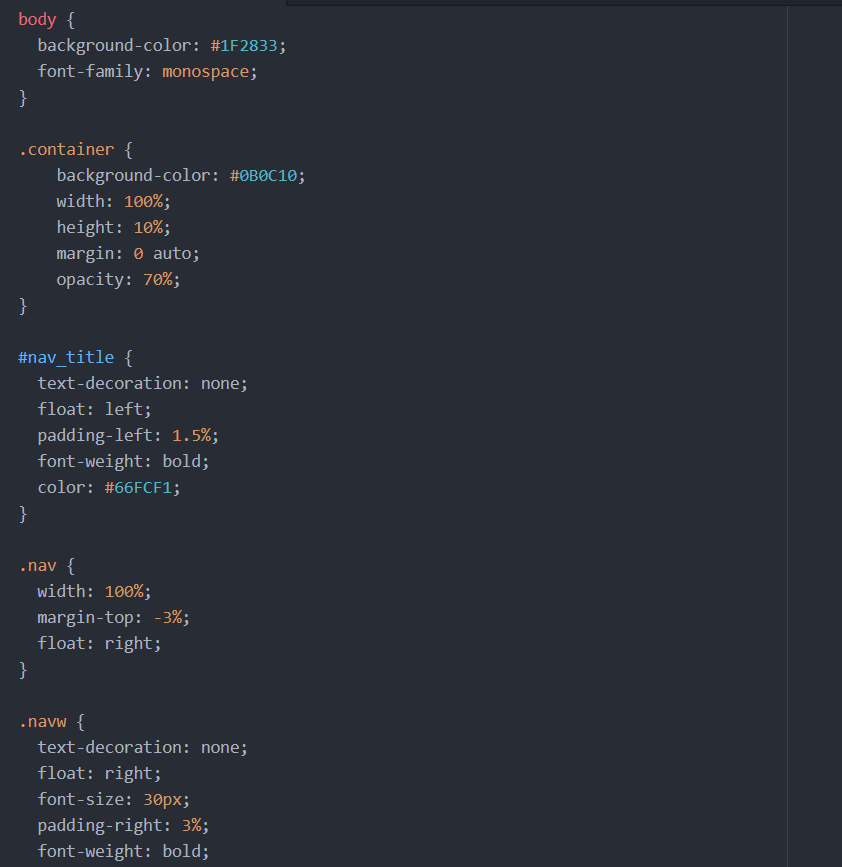 body {
  background-color: #1F2833;
  font-family: monospace;
}
.container {
    background-color: #0B0C10;
    width: 100%;
    height: 10%;
    margin: 0 auto;
    opacity: 70%;
}
#nav_title {
  text-decoration: none;
  float: left;
  padding-left: 1.5%;
  font-weight: bold;
  color: #66FCF1;
}
.nav {
  width: 100%;
  margin-top: -3%;
  float: right;
}
.navw {
  text-decoration: none;
  float: right;
  font-size: 30px;
  padding-right: 3%;
  font-weight: bold;